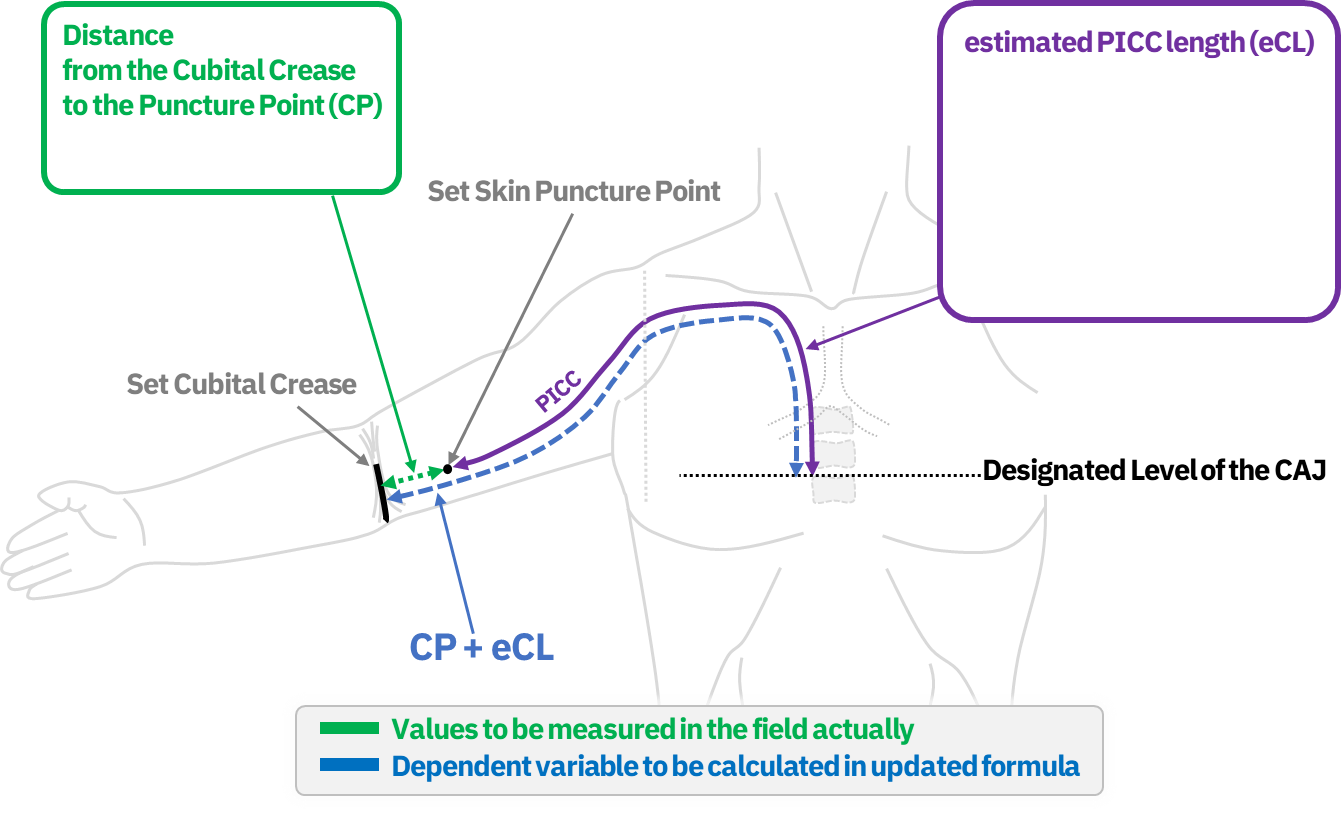 Distance
from the Cubital Crease
to the Puncture Point (CP)
estimated PICC length (eCL)
Set Skin Puncture Point
Set Cubital Crease
PICC
Designated Level of the CAJ
CP + eCL
Values to be measured in the field actually
Dependent variable to be calculated in updated formula